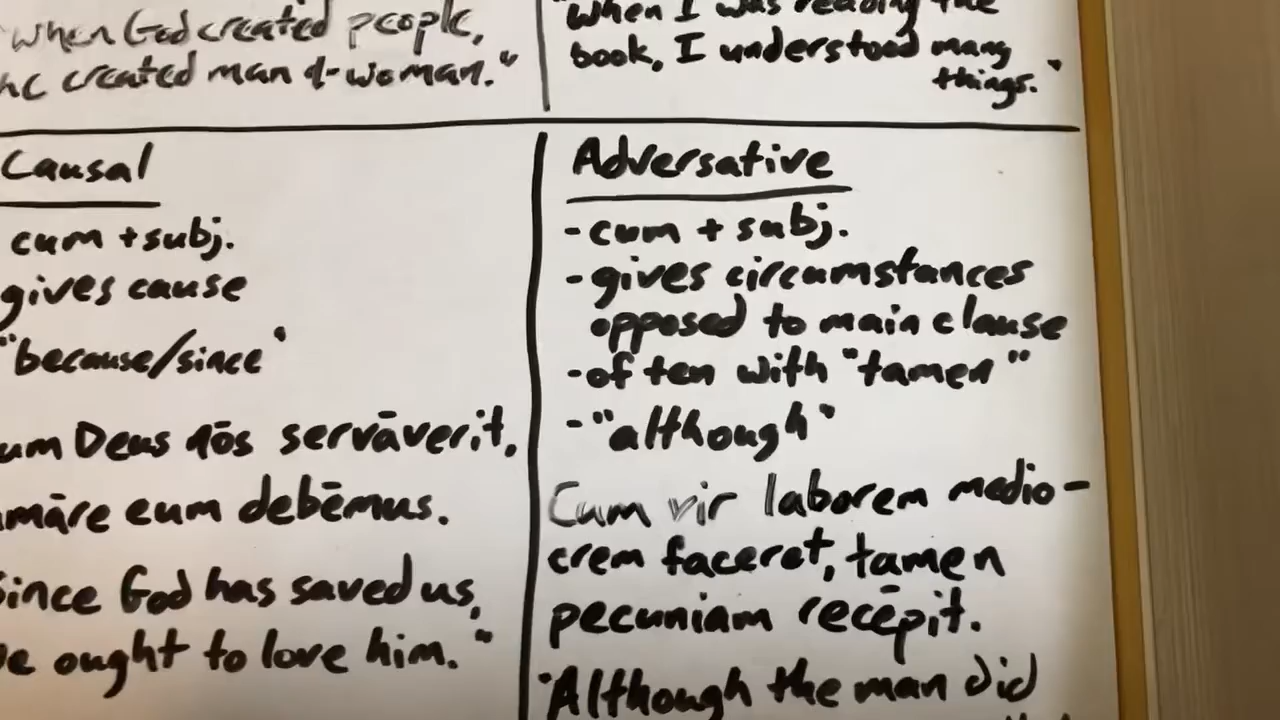 "when God created people,
he created man & woman."
"When I was reading the
book, I understood many
things."
Causal
cum + subj.
gives cause
"because/since"
um Deus nōs servāverit,
amāre eum debēmus.
Since God has saved us,
we ought to love him."
Adversative
- cum + subj.
- gives circumstances
opposed to main clause
- often with "tamen"
- "although"
Cum vir laborem medio-
crem faceret, tamen
pecuniam recēpit.
"Although the man did